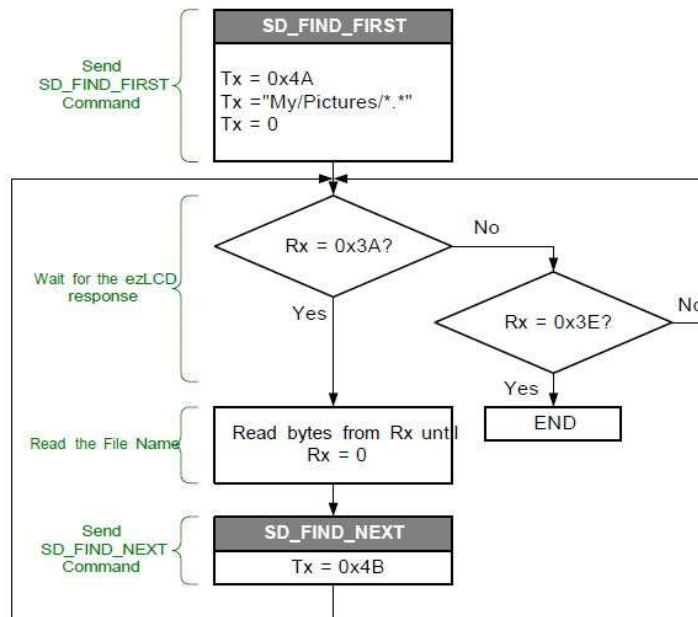 SD_FIND_FIRST
Send
SD_FIND_FIRST
Command
Tx = 0x4A
Tx ="My/Pictures/*.*"
Tx = 0
Wait for the ezLCD
response
Rx = 0x3A?
No
Yes
Rx = 0x3E?
No
Yes
END
Read the File Name
Read bytes from Rx until
Rx = 0
Send
SD_FIND_NEXT
Command
SD_FIND_NEXT
Tx = 0x4B